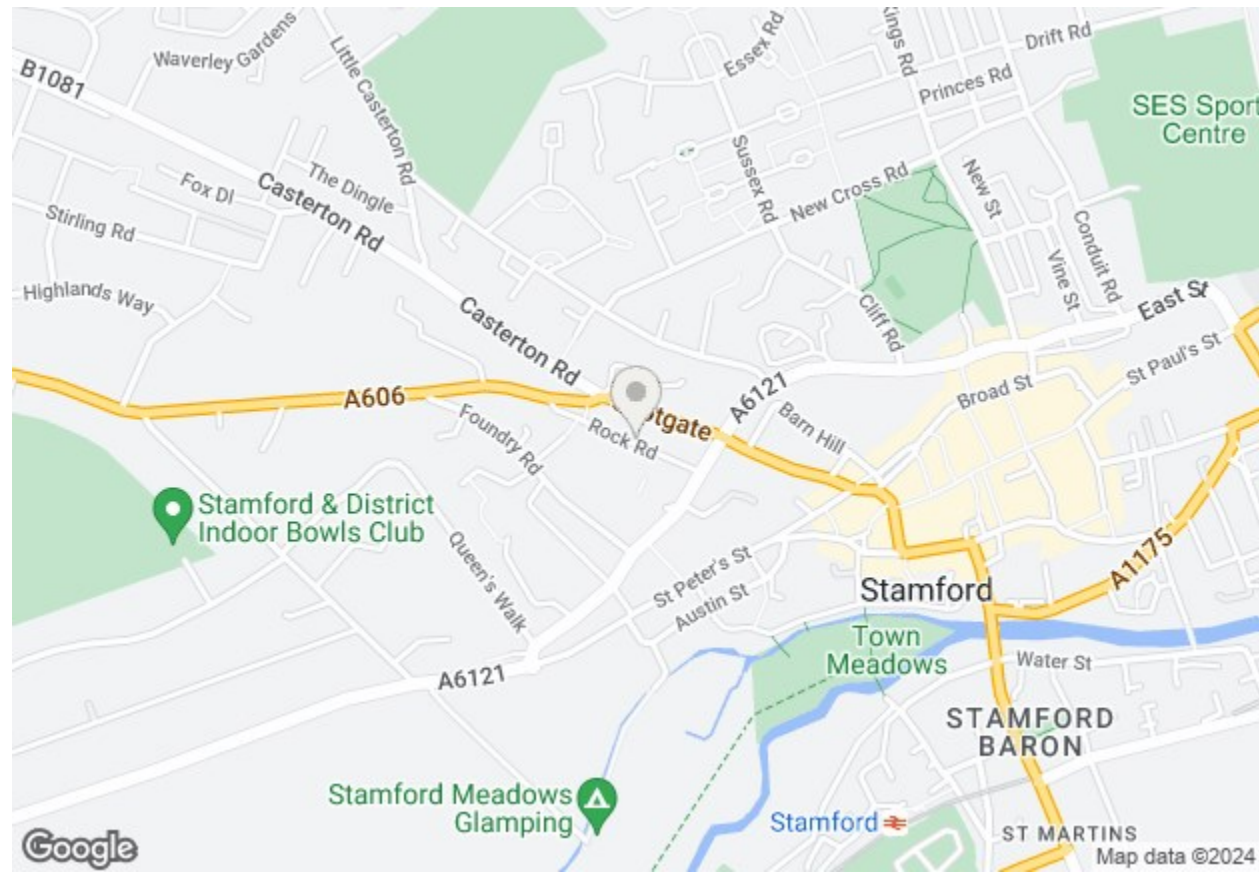 Waverley Gardens
B1081
Little Casterton Rd
Essex Rd
Drift Rd
Princes Rd
SES Sport
Centre
Fox Dl
The Dingle
Casterton Rd
Sussex Rd
New Cross Rd
New St
Stirling Rd
Conduit Rd
Vine St
Highlands Way
Casterton Rd
Cliff Rd
East St
St Paul's St
A606
A6121
Broad St
Barn Hill
Foundry Rd
Rock Rd
Stamford & District
Indoor Bowls Club
Queen's Walk
St Peter's St
Austin St
A1175
Stamford
Town
Meadows
Water St
A6121
STAMFORD
BARON
Stamford Meadows
Glamping
Stamford
ST MARTINS
Google
Map data ©2024